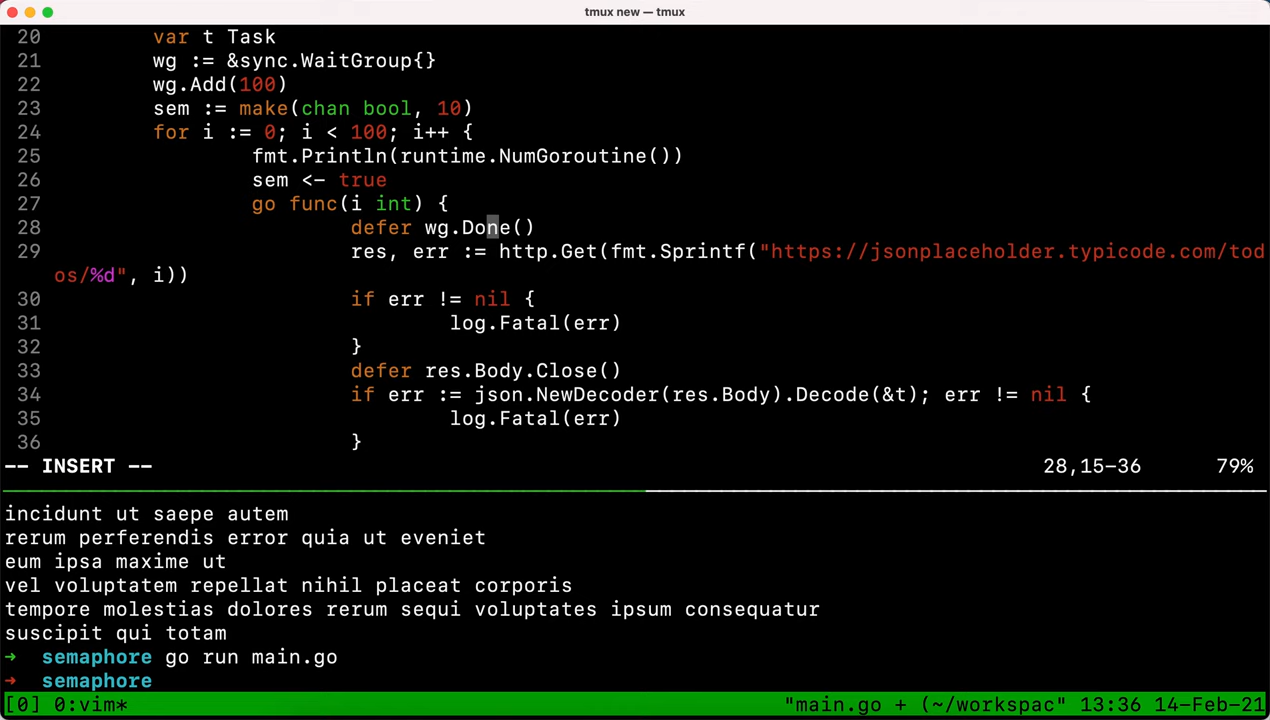 tmux new — tmux
20 var t Task
21 wg := &sync.WaitGroup{}
22 wg.Add(100)
23 sem := make(chan bool, 10)
24 for i := 0; i < 100; i++ {
25 fmt.Println(runtime.NumGoroutine())
26 sem <- true
27 go func(i int) {
28 defer wg.Done()
29 res, err := http.Get(fmt.Sprintf("https://jsonplaceholder.typicode.com/tod
os/%d", i))
30 if err != nil {
31 log.Fatal(err)
32 }
33 defer res.Body.Close()
34 if err := json.NewDecoder(res.Body).Decode(&t); err != nil {
35 log.Fatal(err)
36 }
-- INSERT -- 28,15-36 79%
incidunt ut saepe autem
rerum perferendis error quia ut eveniet
eum ipsa maxime ut
vel voluptatem repellat nihil placeat corporis
tempore molestias dolores rerum sequi voluptates ipsum consequatur
suscipit qui totam
→ semaphore go run main.go
→ semaphore
[0] 0:vim* "main.go + (~/workspac" 13:36 14-Feb-21